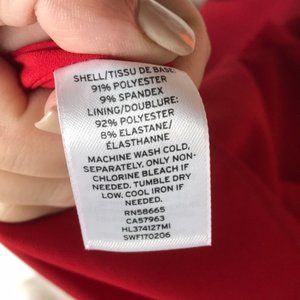 SHELL/TISSU DE BASE:
91% POLYESTER
9% SPANDEX
LINING/DOUBLURE:
92% POLYESTER
8% ELASTANE/
ÉLASTHANNE
MACHINE WASH COLD,
SEPARATELY, ONLY NON-
CHLORINE BLEACH IF
NEEDED. TUMBLE DRY
LOW. COOL IRON IF
NEEDED.
RN58665
CA57963
HL374127MI
SWF170206